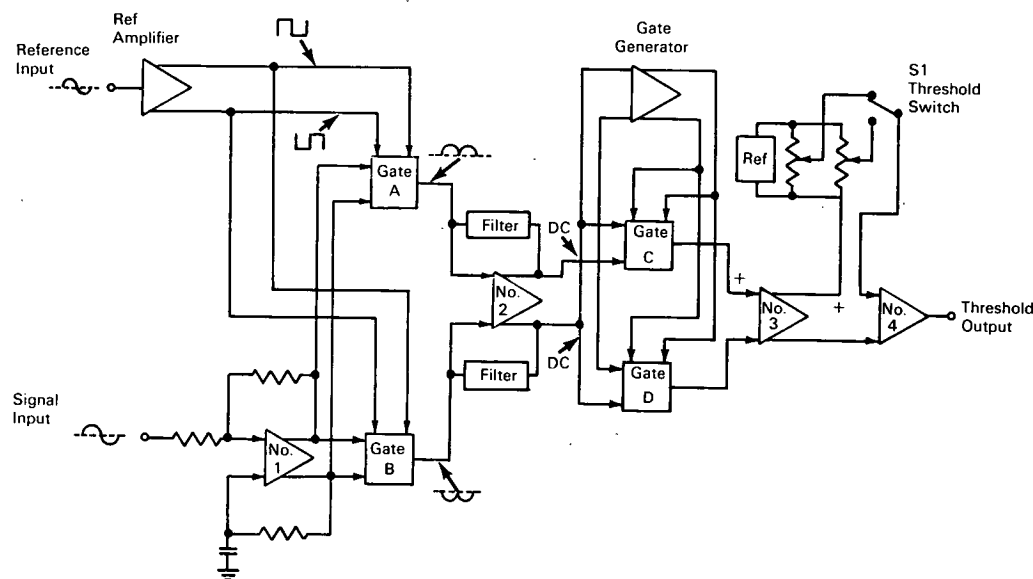 Ref
Amplifier
Reference
Input
Gate
Generator
S1
Threshold
Switch
Ref
Gate
A
Filter
DC
Gate
C
+
No.
2
No.
3
+
No.
4
Threshold
Output
DC
Filter
Gate
D
Signal
Input
No.
1
Gate
B